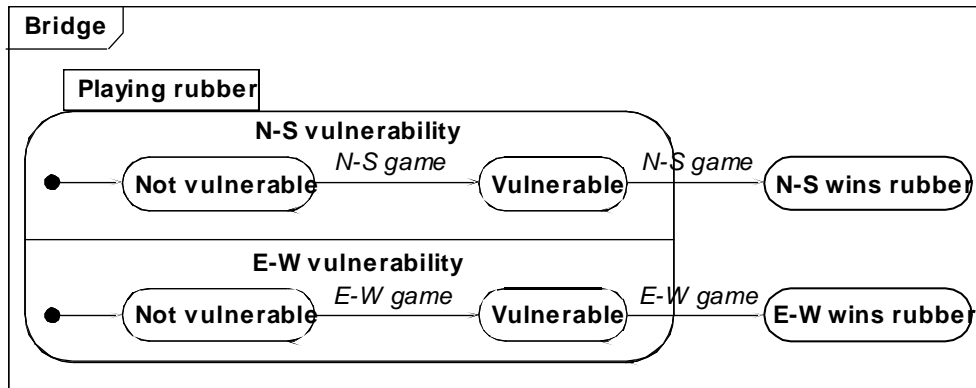 Bridge
Playing rubber
N-S vulnerability
Not vulnerable N-S game Vulnerable N-S game N-S wins rubber
E-W vulnerability
Not vulnerable E-W game Vulnerable E-W game E-W wins rubber